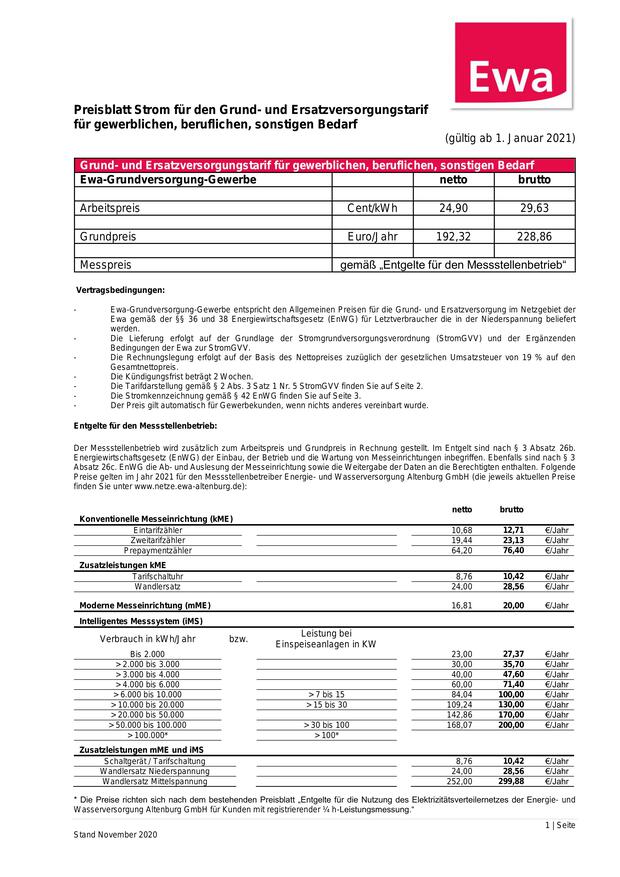 Ewa
Preisblatt Strom für den Grund- und Ersatzversorgungstarif
für gewerblichen, beruflichen, sonstigen Bedarf
(gültig ab 1. Januar 2021)
Grund- und Ersatzversorgungstarif für gewerblichen, beruflichen, sonstigen Bedarf
Ewa-Grundversorgung-Gewerbe netto brutto
Arbeitspreis Cent/kWh 24,90 29,63
Grundpreis Euro/Jahr 192,32 228,86
Messpreis gemäß „Entgelte für den Messstellenbetrieb“
Vertragsbedingungen:
- Ewa-Grundversorgung-Gewerbe entspricht den Allgemeinen Preisen für die Grund- und Ersatzversorgung im Netzgebiet der
Ewa gemäß der §§ 36 und 38 Energiewirtschaftsgesetz (EnWG) für Letztverbraucher die in der Niederspannung beliefert
werden.
- Die Lieferung erfolgt auf der Grundlage der Stromgrundversorgungsverordnung (StromGVV) und der Ergänzenden
Bedingungen der Ewa zur StromGVV.
- Die Rechnungslegung erfolgt auf der Basis des Nettopreises zuzüglich der gesetzlichen Umsatzsteuer von 19 % auf den
Gesamtnettopreis.
- Die Kündigungsfrist beträgt 2 Wochen.
- Die Tarifdarstellung gemäß § 2 Abs. 3 Satz 1 Nr. 5 StromGVV finden Sie auf Seite 2.
- Die Stromkennzeichnung gemäß § 42 EnWG finden Sie auf Seite 3.
- Der Preis gilt automatisch für Gewerbekunden, wenn nichts anderes vereinbart wurde.
Entgelte für den Messstellenbetrieb:
Der Messstellenbetrieb wird zusätzlich zum Arbeitspreis und Grundpreis in Rechnung gestellt. Im Entgelt sind nach § 3 Absatz 26b.
Energiewirtschaftsgesetz (EnWG) der Einbau, der Betrieb und die Wartung von Messeinrichtungen inbegriffen. Ebenfalls sind nach § 3
Absatz 26c. EnWG die Ab- und Auslesung der Messeinrichtung sowie die Weitergabe der Daten an die Berechtigten enthalten. Folgende
Preise gelten im Jahr 2021 für den Messstellenbetreiber Energie- und Wasserversorgung Altenburg GmbH (die jeweils aktuellen Preise
finden Sie unter www.netze.ewa-altenburg.de):
netto brutto
Konventionelle Messeinrichtung (kME)
Eintarifzähler 10,68 12,71 €/Jahr
Zweitarifzähler 19,44 23,13 €/Jahr
Prepaymentzähler 64,20 76,40 €/Jahr
Zusatzleistungen kME
Tarifschaltuhr 8,76 10,42 €/Jahr
Wandlersatz 24,00 28,56 €/Jahr
Moderne Messeinrichtung (mME) 16,81 20,00 €/Jahr
Intelligentes Messsystem (iMS)
Verbrauch in kWh/Jahr bzw. Leistung bei
Einspeiseanlagen in KW
Bis 2.000 23,00 27,37 €/Jahr
> 2.000 bis 3.000 30,00 35,70 €/Jahr
> 3.000 bis 4.000 40,00 47,60 €/Jahr
> 4.000 bis 6.000 60,00 71,40 €/Jahr
> 6.000 bis 10.000 > 7 bis 15 84,04 100,00 €/Jahr
> 10.000 bis 20.000 > 15 bis 30 109,24 130,00 €/Jahr
> 20.000 bis 50.000 142,86 170,00 €/Jahr
> 50.000 bis 100.000 > 30 bis 100 168,07 200,00 €/Jahr
> 100.000* > 100*
Zusatzleistungen mME und iMS
Schaltgerät / Tarifschaltung 8,76 10,42 €/Jahr
Wandlersatz Niederspannung 24,00 28,56 €/Jahr
Wandlersatz Mittelspannung 252,00 299,88 €/Jahr
* Die Preise richten sich nach dem bestehenden Preisblatt „Entgelte für die Nutzung des Elektrizitätsverteilernetzes der Energie- und
Wasserversorgung Altenburg GmbH für Kunden mit registrierender ¼ h-Leistungsmessung.“
1 | Seite
Stand November 2020